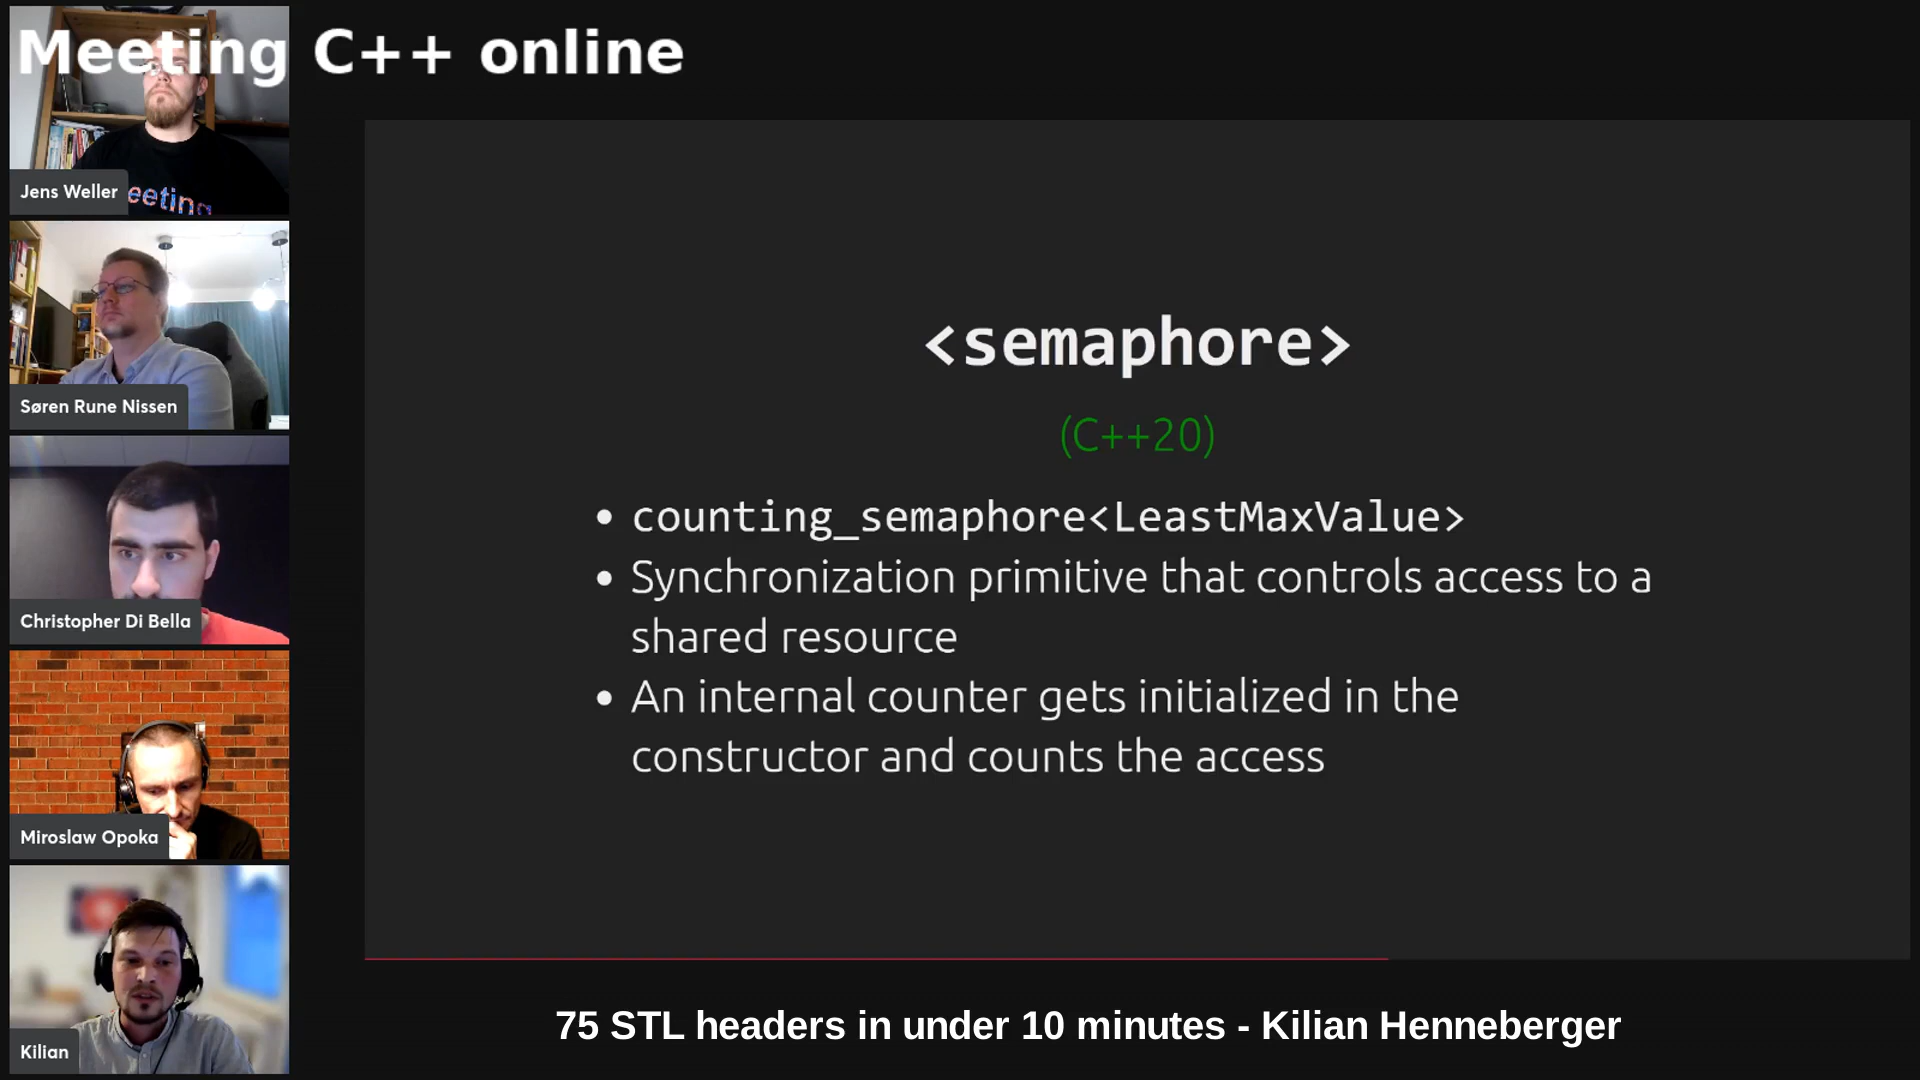 Meeting C++ online
Jens Weller
eeting
Søren Rune Nissen
Christopher Di Bella
Miroslaw Opoka
Kilian
<semaphore>
(C++20)
• counting_semaphore<LeastMaxValue>
• Synchronization primitive that controls access to a
shared resource
• An internal counter gets initialized in the
constructor and counts the access
75 STL headers in under 10 minutes - Kilian Henneberger